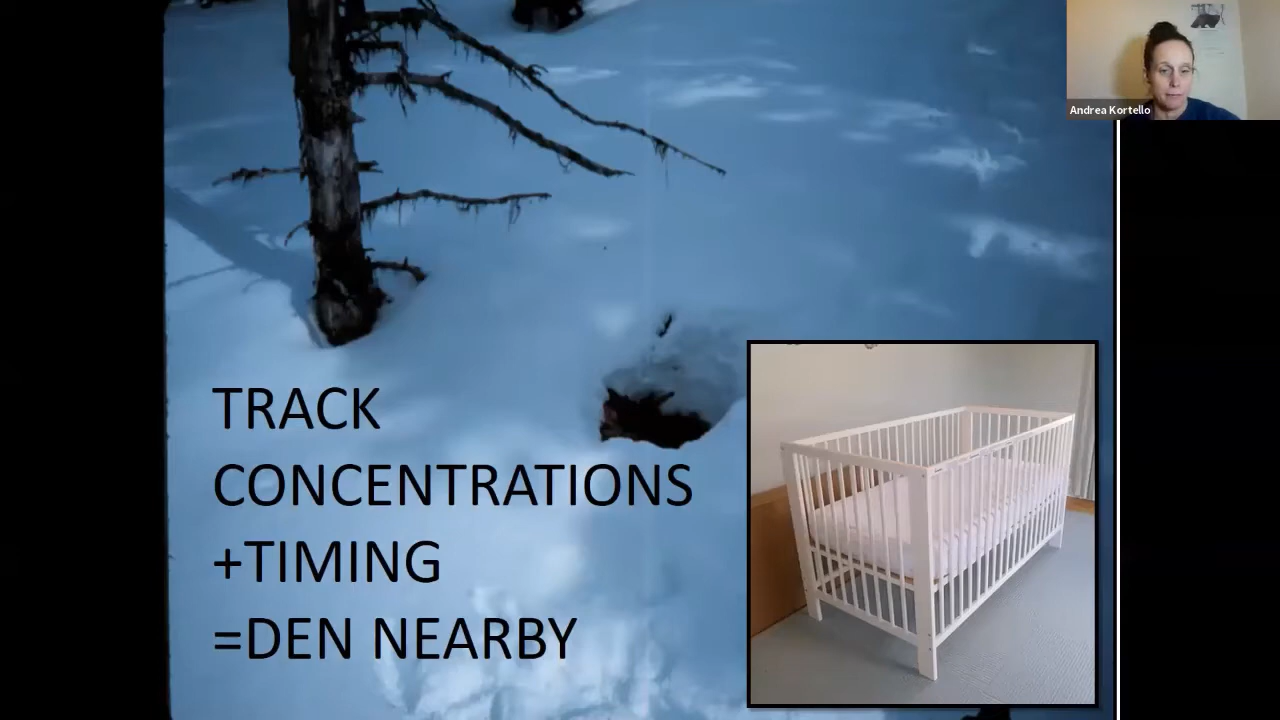 Andrea Kortello
TRACK
CONCENTRATIONS
+TIMING
=DEN NEARBY